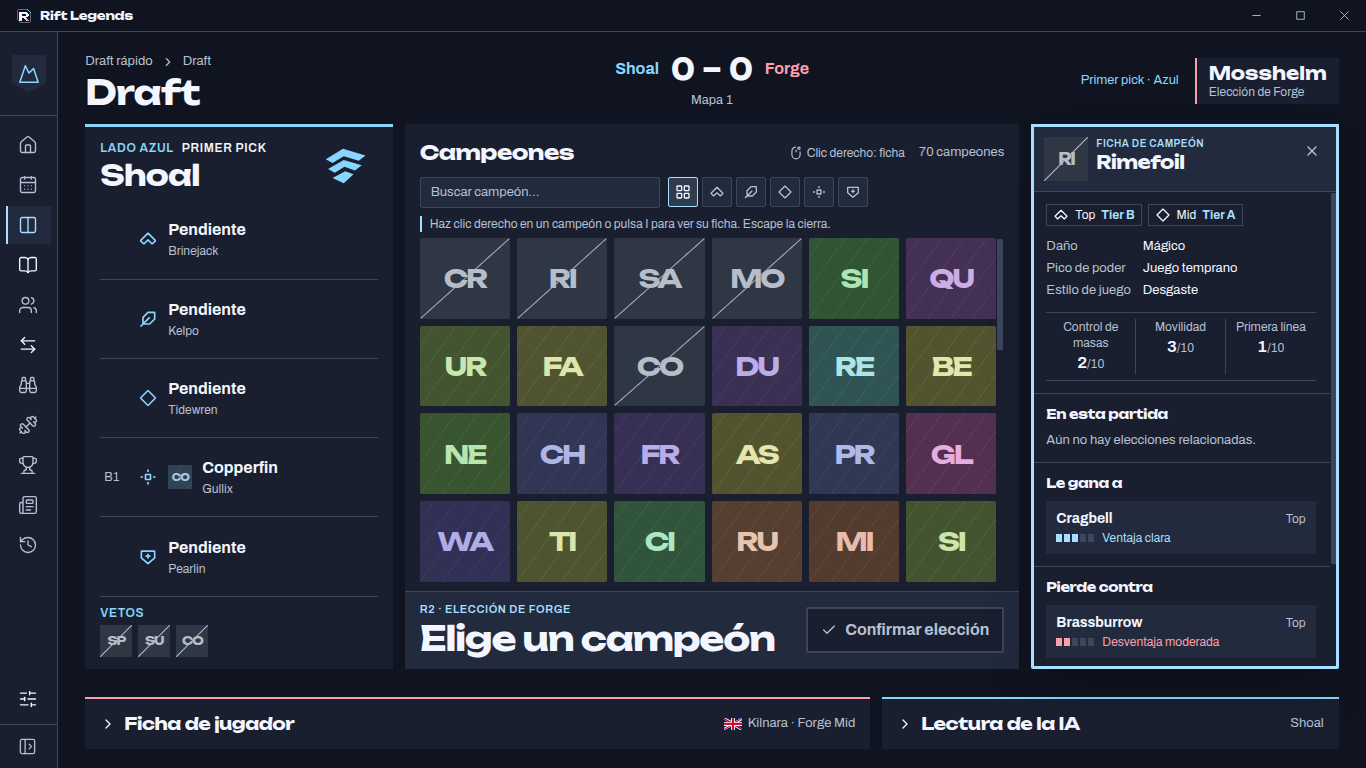 Rift Legends
Draft rápido > Draft
Draft
Shoal 0 – 0 Forge
Mapa 1
Primer pick · Azul
Mosshelm
Elección de Forge
LADO AZUL PRIMER PICK
Shoal
Pendiente
Brinejack
Pendiente
Kelpo
Pendiente
Tidewren
B1 CO Copperfin
Gullix
Pendiente
Pearlin
VETOS
SP SU CO
Campeones
Clic derecho: ficha 70 campeones
Buscar campeón...
Haz clic derecho en un campeón o pulsa I para ver su ficha. Escape la cierra.
CR RI SA MO SI QU
UR FA CO DU RE BE
NE CH FR AS PR GL
WA TI CI RU MI SI
R2 · ELECCIÓN DE FORGE
Elige un campeón
Confirmar elección
RI
FICHA DE CAMPEÓN
Rimefoil
Top Tier B Mid Tier A
Daño Mágico
Pico de poder Juego temprano
Estilo de juego Desgaste
Control de masas 2/10
Movilidad 3/10
Primera línea 1/10
En esta partida
Aún no hay elecciones relacionadas.
Le gana a
Cragbell Top
Ventaja clara
Pierde contra
Brassburrow Top
Desventaja moderada
Ficha de jugador
Kilnara · Forge Mid
Lectura de la IA
Shoal